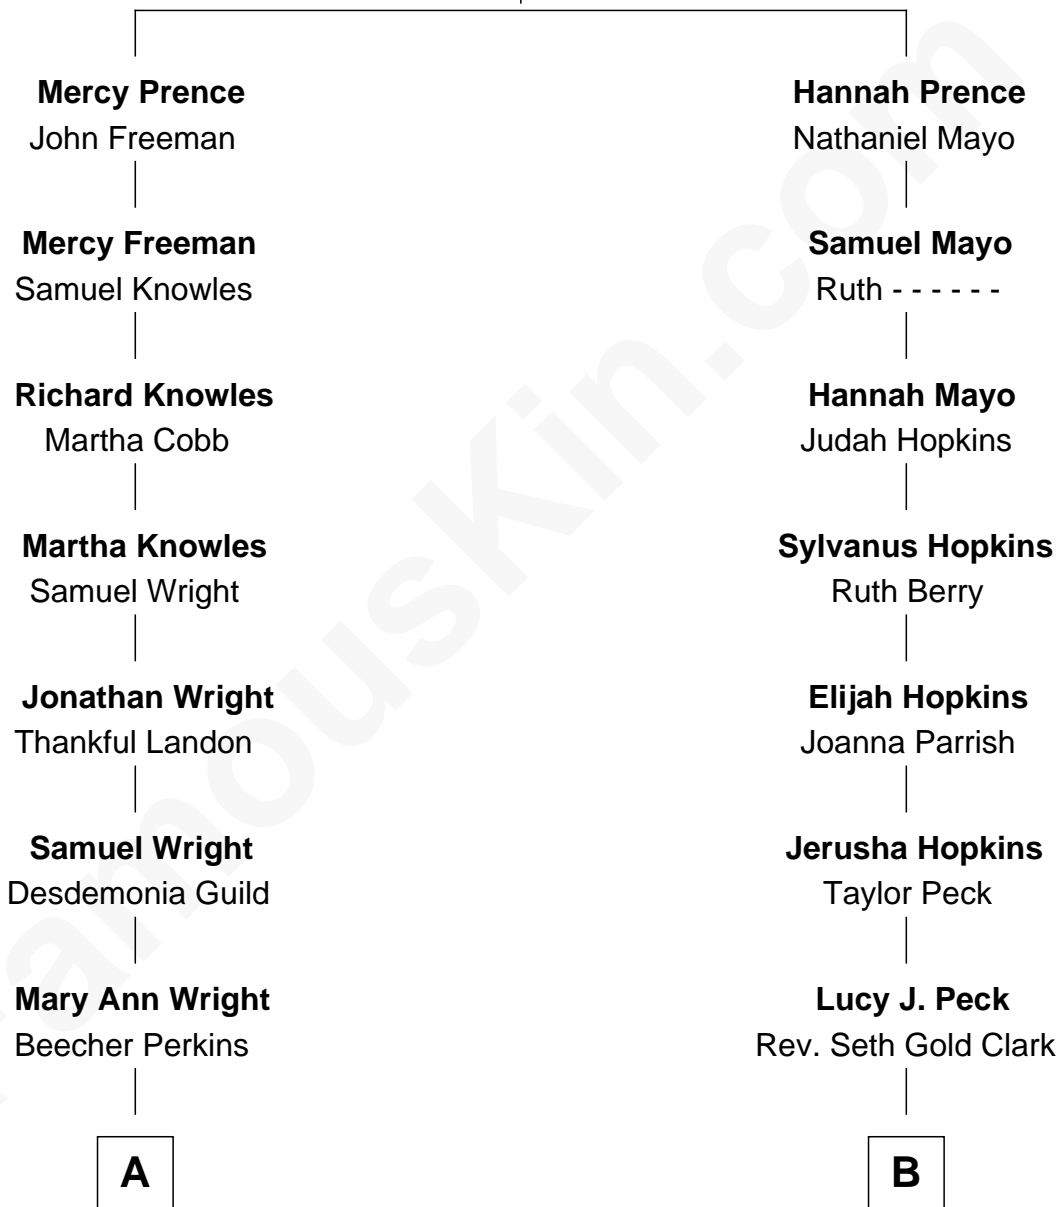 Mercy Prence
John Freeman
Mercy Freeman
Samuel Knowles
Richard Knowles
Martha Cobb
Martha Knowles
Samuel Wright
Jonathan Wright
Thankful Landon
Samuel Wright
Desdemonia Guild
Mary Ann Wright
Beecher Perkins
A
Hannah Prence
Nathaniel Mayo
Samuel Mayo
Ruth - - - - - -
Hannah Mayo
Judah Hopkins
Sylvanus Hopkins
Ruth Berry
Elijah Hopkins
Joanna Parrish
Jerusha Hopkins
Taylor Peck
Lucy J. Peck
Rev. Seth Gold Clark
B
FamousKin.com